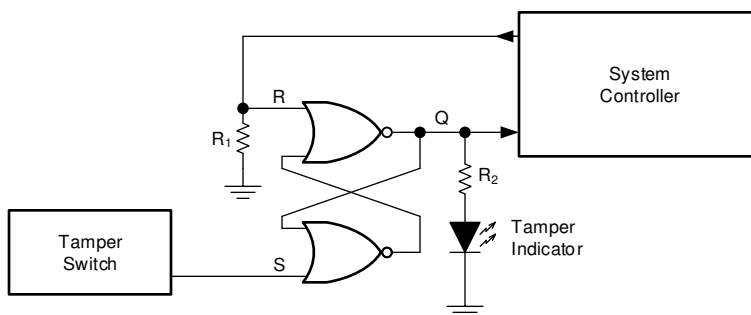 System
Controller
R
Q
R1
R2
Tamper
Indicator
Tamper
Switch
S